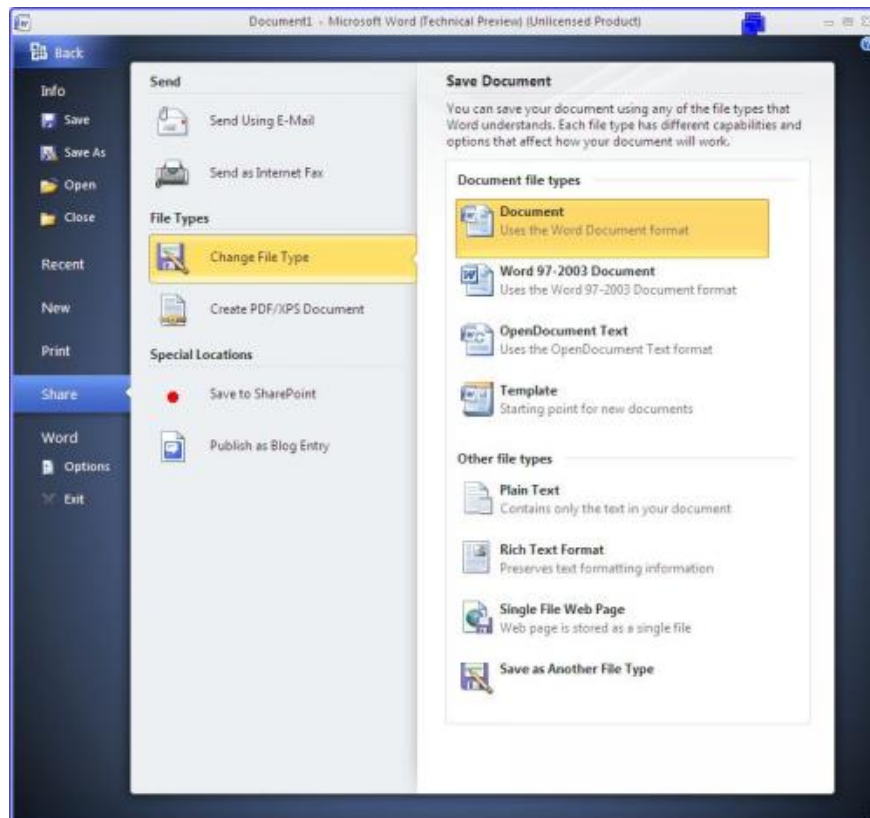 Document1 - Microsoft Word (Technical Preview) (Unlicensed Product)
Back
Info
Save
Save As
Open
Close
Recent
New
Print
Share
Word
Options
Exit
Send
Send Using E-Mail
Send as Internet Fax
File Types
Change File Type
Create PDF/XPS Document
Special Locations
Save to SharePoint
Publish as Blog Entry
Save Document
You can save your document using any of the file types that
Word understands. Each file type has different capabilities and
options that affect how your document will work.
Document file types
Document
Uses the Word Document format
Word 97-2003 Document
Uses the Word 97-2003 Document format
OpenDocument Text
Uses the OpenDocument Text format
Template
Starting point for new documents
Other file types
Plain Text
Contains only the text in your document
Rich Text Format
Preserves text formatting information
Single File Web Page
Web page is stored as a single file
Save as Another File Type